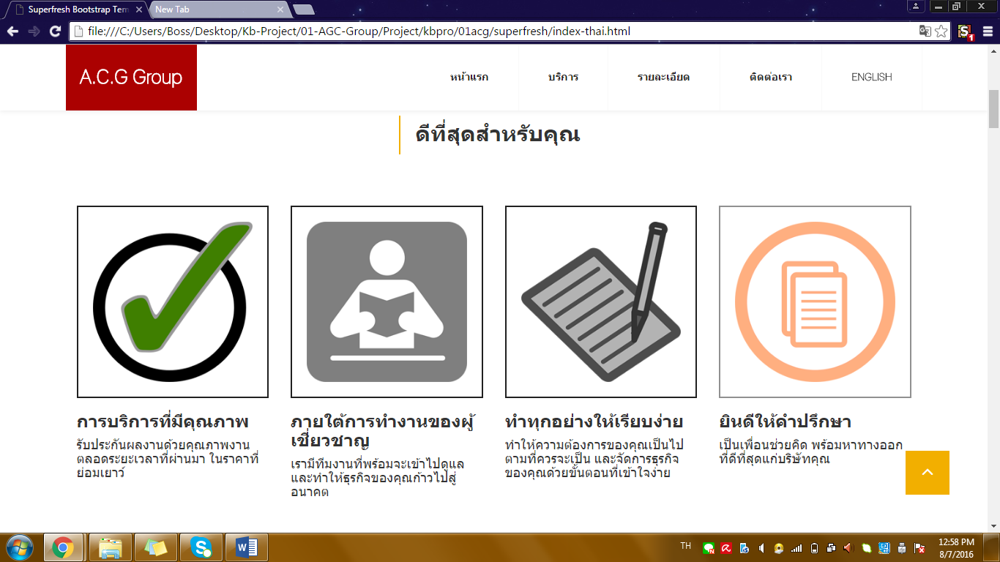 Superfresh Bootstrap Tem
New Tab
file:///C:/Users/Boss/Desktop/Kb-Project/01-AGC-Group/Project/kbpro/01acg/superfresh/index-thai.html
1
A.C.G Group
หน้าแรก
บริการ
รายละเอียด
ติดต่อเรา
ENGLISH
ดีที่สุดสำหรับคุณ
การบริการที่มีคุณภาพ
รับประกันผลงานด้วยคุณภาพงาน
ตลอดระยะเวลาที่ผ่านมา ในราคาที่
ย่อมเยาว์
ภายใต้การทำงานของผู้
เชี่ยวชาญ
เรามีทีมงานที่พร้อมจะเข้าไปดูแล
และทำให้ธุรกิจของคุณก้าวไปสู่
อนาคต
ทำทุกอย่างให้เรียบง่าย
ทำให้ความต้องการของคุณเป็นไป
ตามที่ควรจะเป็น และจัดการธุรกิจ
ของคุณด้วยขั้นตอนที่เข้าใจง่าย
ยินดีให้คำปรึกษา
เป็นเพื่อนช่วยคิด พร้อมหาทางออก
ที่ดีที่สุดแก่บริษัทคุณ
TH
12:58 PM
8/7/2016